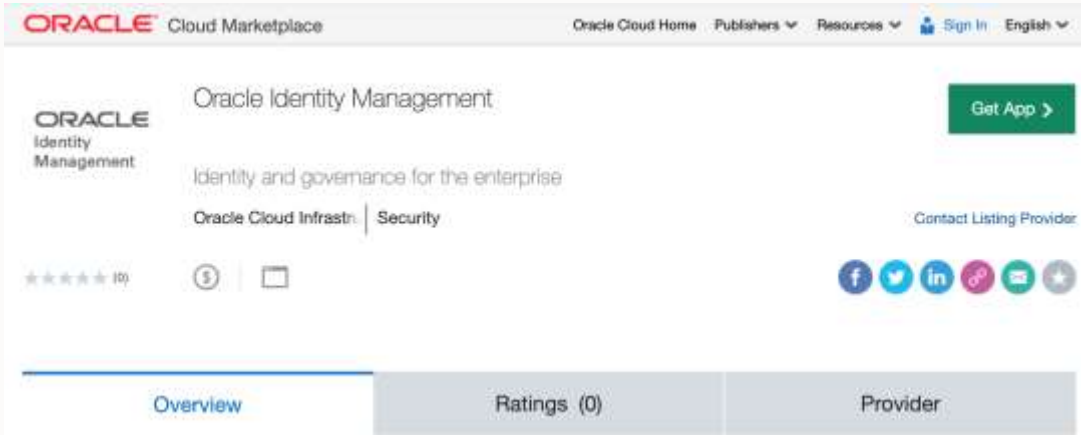 ORACLE Cloud Marketplace Oracle Cloud Home Publishers Resources Sign In English
Oracle Identity Management
Get App >
ORACLE
Identity
Management
Identity and governance for the enterprise
Oracle Cloud Infrastr Security
Contact Listing Provider
(0) $
f in
Overview Ratings (0) Provider